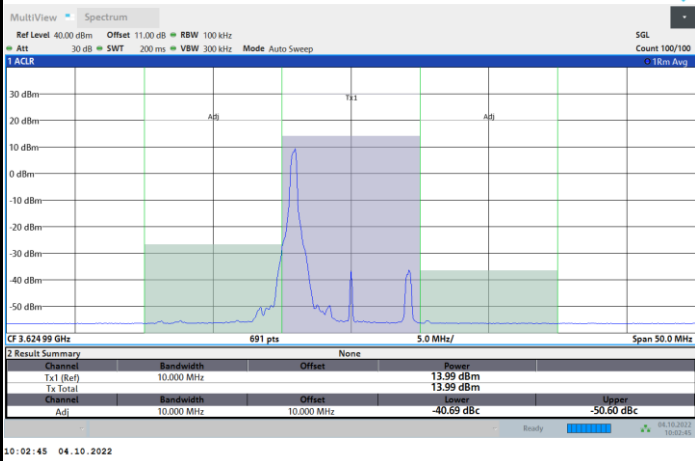 MultiView Spectrum
Ref Level 40.00 dBm Offset 11.00 dB RBW 100 kHz SGL
Att 30 dB SWT 200 ms VBW 300 kHz Mode Auto Sweep Count 100/100
1 ACLR 1Rm Avg
30 dBm
Tx1
20 dBm Adj Adj
10 dBm
0 dBm
-10 dBm
-20 dBm
-30 dBm
-40 dBm
-50 dBm
CF 3.62499 GHz 691 pts 5.0 MHz/ Span 50.0 MHz
2 Result Summary None
Channel Bandwidth Offset Power
Tx1 (Ref) 10.000 MHz 13.99 dBm
Tx Total 13.99 dBm
Channel Bandwidth Offset Lower Upper
Adj 10.000 MHz 10.000 MHz -40.69 dBc -50.60 dBc
Ready 04.10.2022
10:02:45
10:02:45 04.10.2022